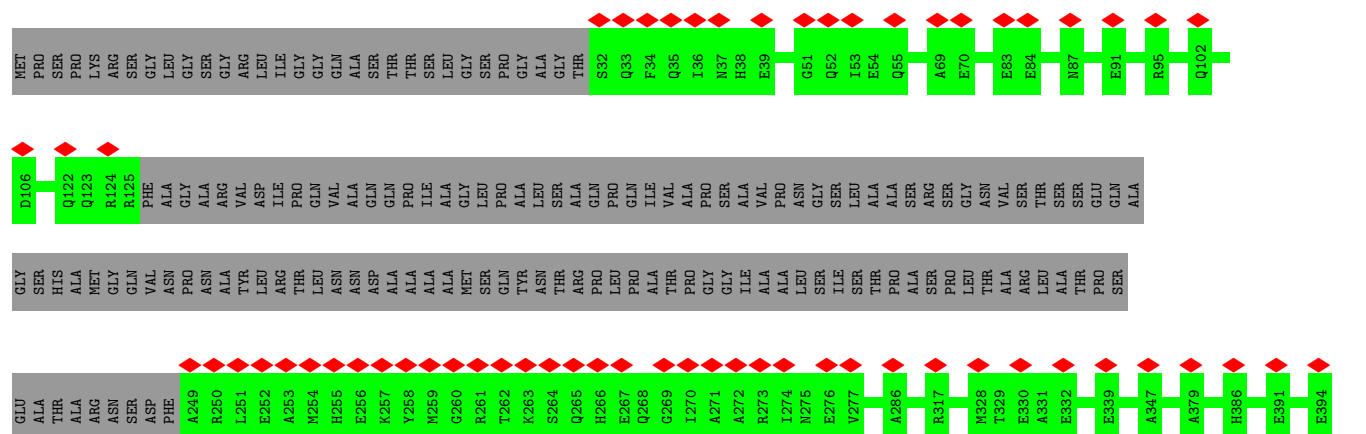 MET PRO SER PRO LYS ARG SER GLY LEU GLY SER GLY ARG LEU ILE GLY GLY GLN ALA SER THR THR SER LEU GLY SER PRO GLY ALA GLY THR S32 Q33 F34 Q35 I36 N37 H38 E39 G51 Q52 I53 E54 Q55 A69 E70 E83 E84 N87 E91 R95 Q102
D106 Q122 Q123 R124 R125 PHE ALA GLY ALA ARG VAL ASP ILE PRO GLN VAL ALA GLN GLN PRO ILE ALA GLY LEU PRO ALA LEU SER ALA GLN PRO GLN ILE VAL ALA PRO SER ALA VAL PRO ASN GLY SER LEU ALA ALA SER ARG SER GLY ASN VAL SER THR SER SER GLU GLN ALA
GLY SER HIS ALA MET GLY GLN VAL ASN PRO ASN ALA TYR LEU ARG THR LEU ASN ASN ASP ALA ALA ALA ALA MET SER GLN TYR ASN THR ARG PRO LEU PRO ALA THR PRO GLY GLY ILE ALA ALA LEU SER ILE SER THR PRO ALA SER PRO LEU THR ALA ARG LEU ALA THR PRO SER
GLU ALA THR ALA ARG ASN SER ASP PHE A249 R250 L251 E252 A253 M254 H255 E256 K257 Y258 M259 G260 R261 T262 K263 S264 Q265 H266 E267 Q268 G269 I270 A271 A272 R273 I274 N275 E276 V277 A286 R317 M328 T329 E330 A331 E332 E339 A347 A379 H386 E391 E394